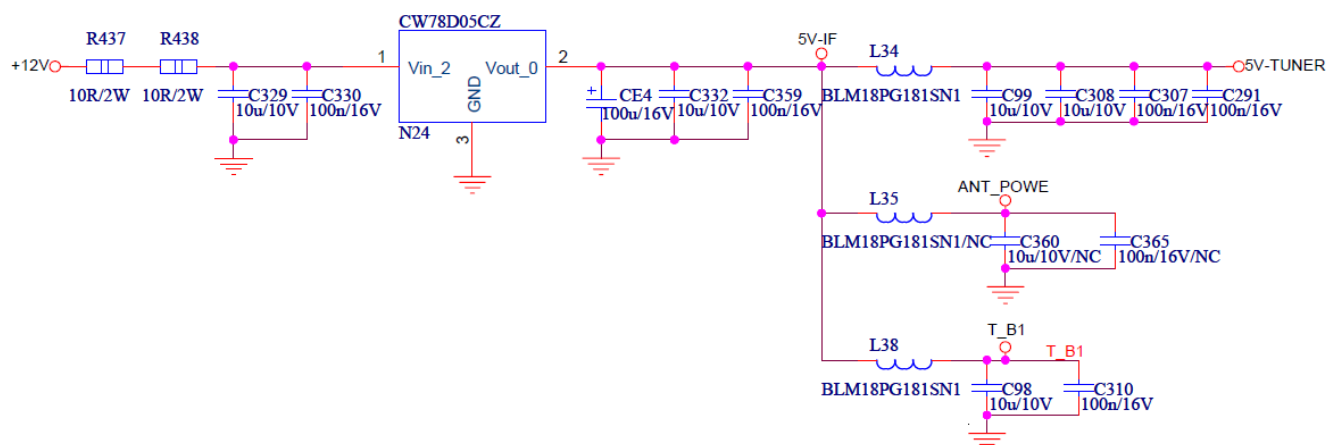 CW78D05CZ
R437
R438
+12V
10R/2W
10R/2W
1
Vin_2
Vout_0
2
GND
3
N24
C329
10u/10V
C330
100n/16V
+
CE4
100u/16V
C332
10u/10V
C359
100n/16V
5V-IF
L34
BLM18PG181SN1
5V-TUNER
C99
10u/10V
C308
10u/10V
C307
100n/16V
C291
100n/16V
ANT_POWE
L35
BLM18PG181SN1/NC
C360
10u/10V/NC
C365
100n/16V/NC
T_B1
L38
T_B1
BLM18PG181SN1
C98
10u/10V
C310
100n/16V